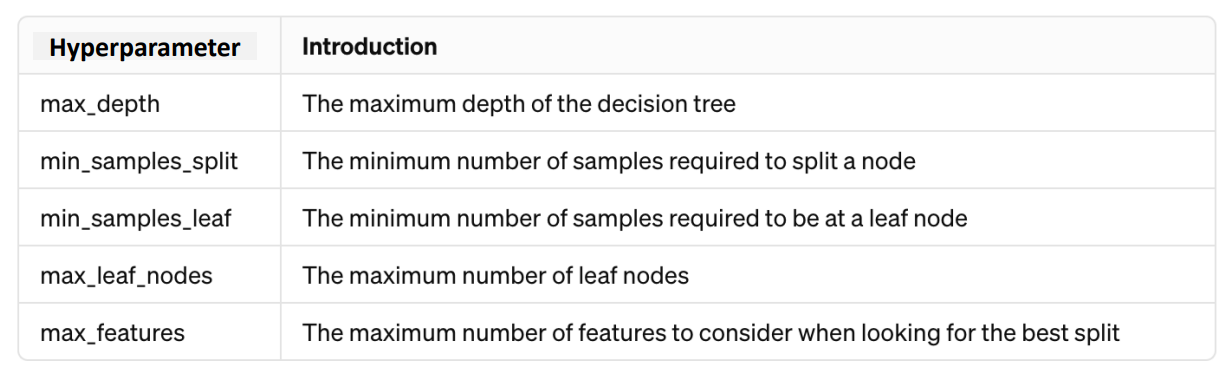 Hyperparameter Introduction
max_depth The maximum depth of the decision tree
min_samples_split The minimum number of samples required to split a node
min_samples_leaf The minimum number of samples required to be at a leaf node
max_leaf_nodes The maximum number of leaf nodes
max_features The maximum number of features to consider when looking for the best split